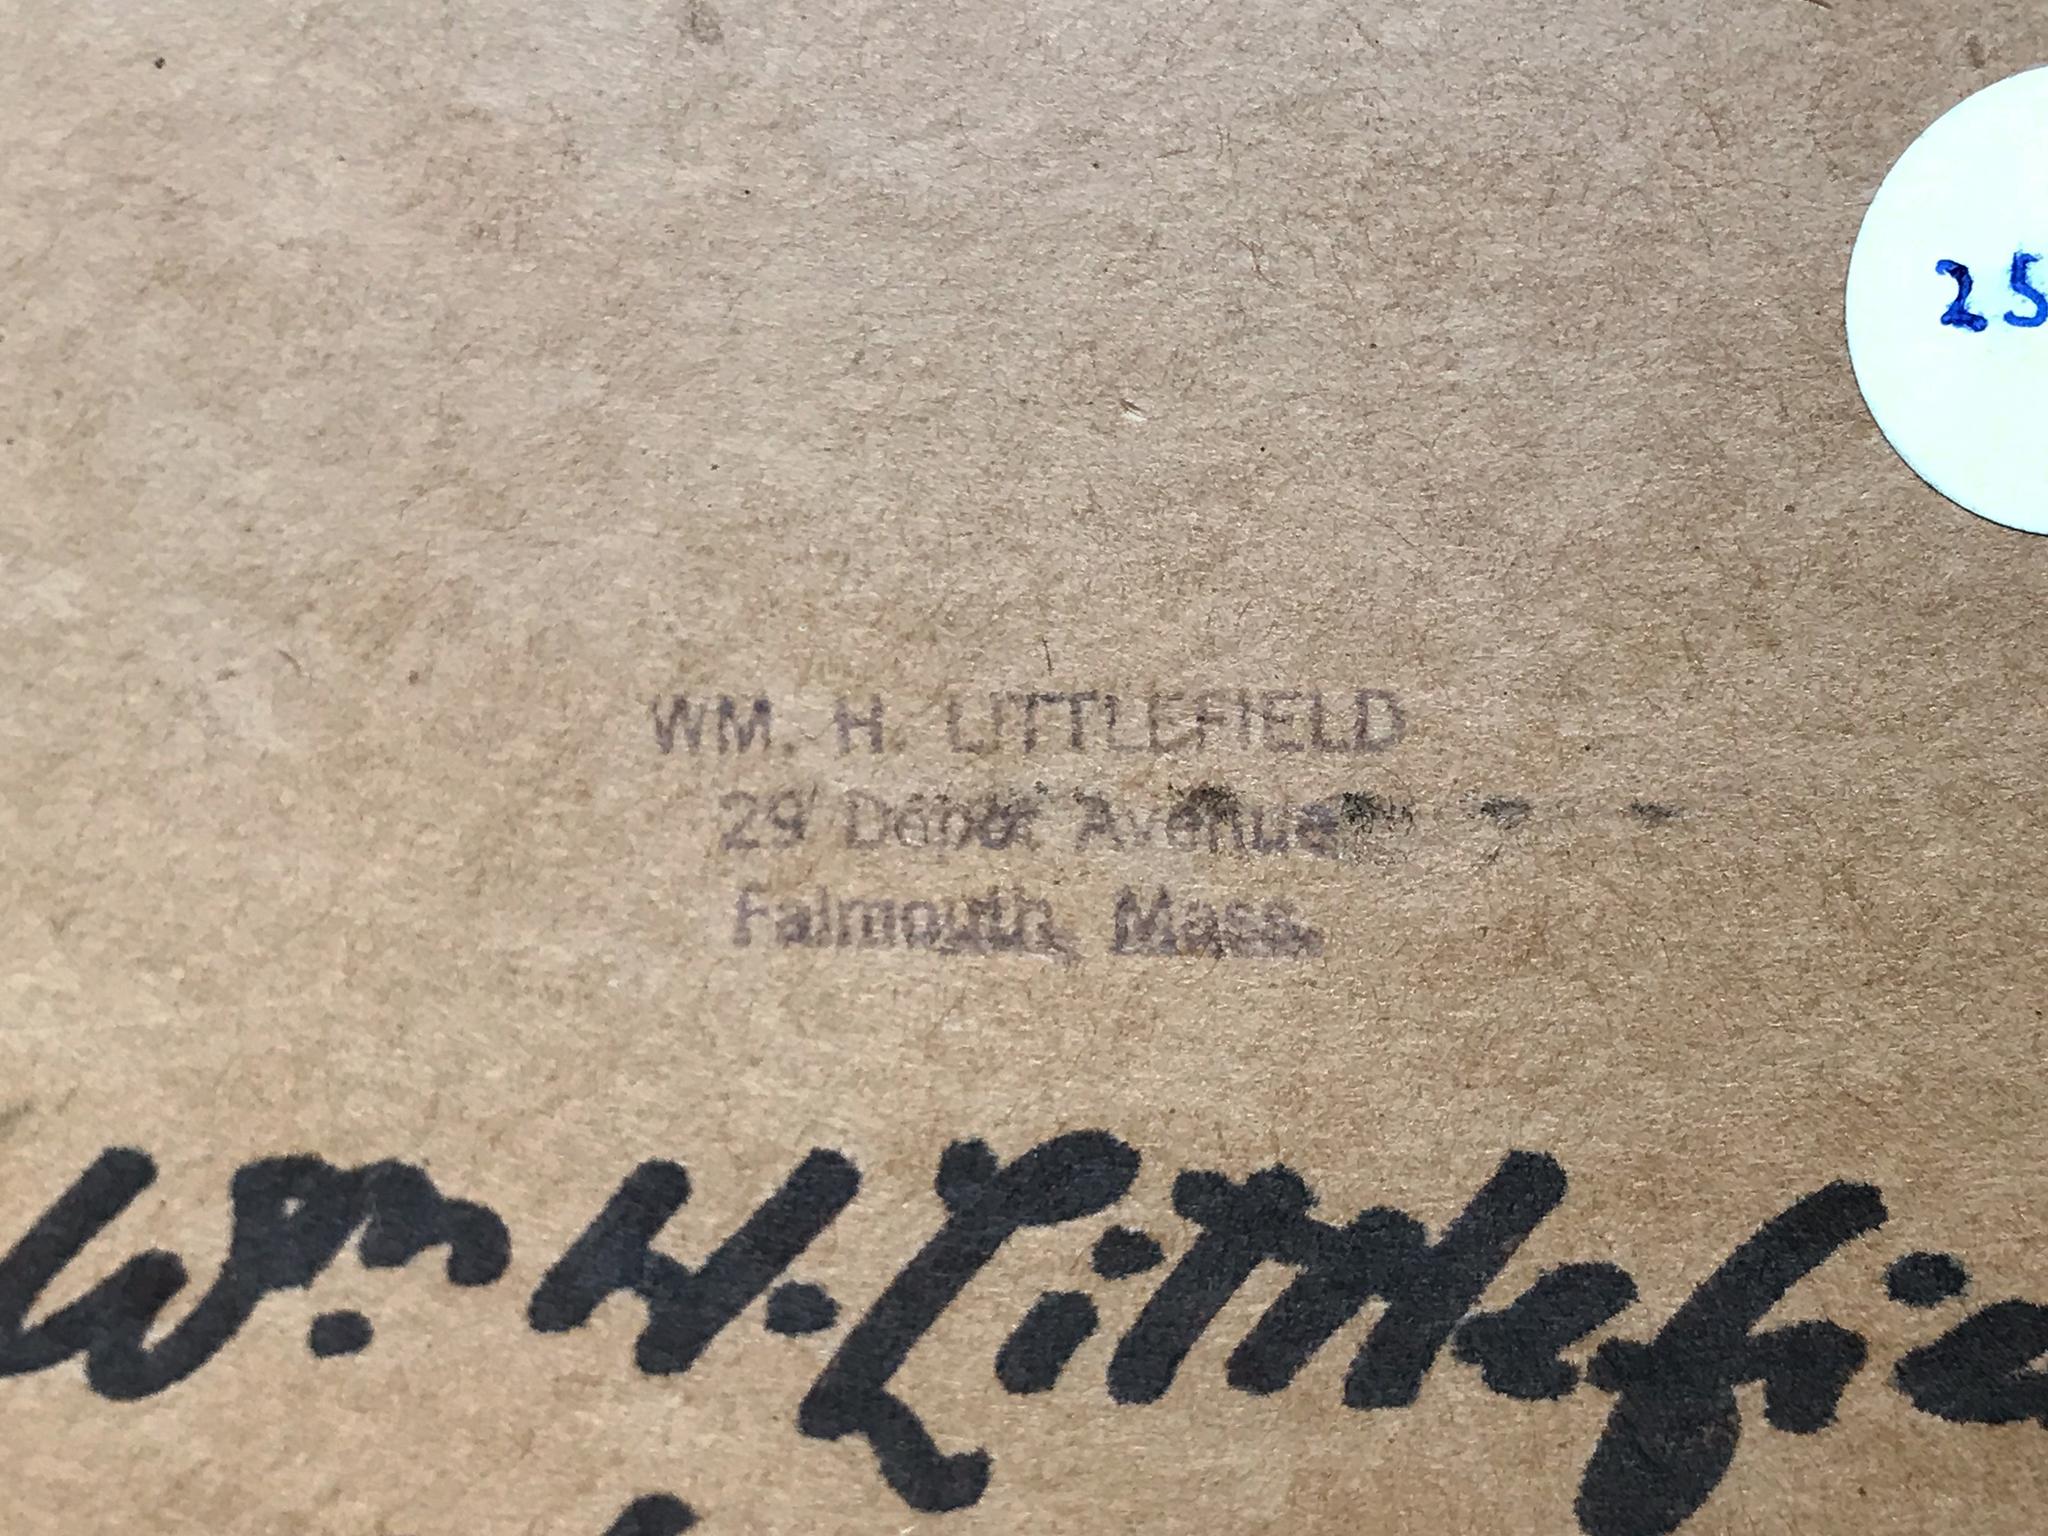 25
WM. H. LITTLEFIELD
29 Depot Avenue
Falmouth, Mass.
Wm. H. Littlefie